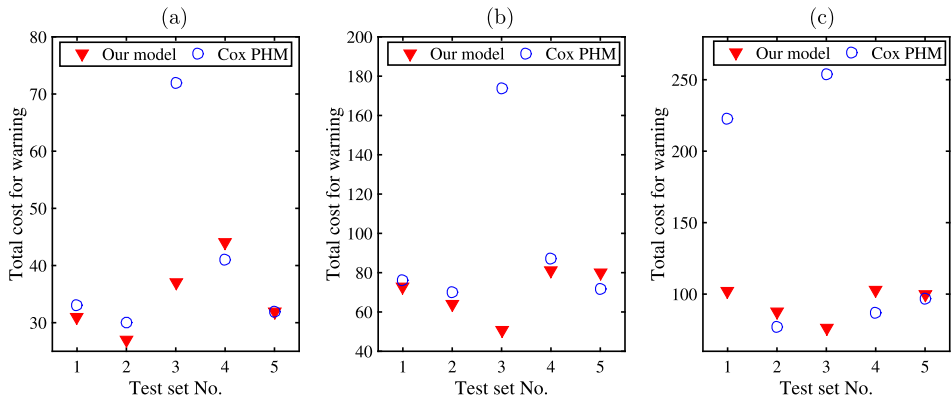 (a)
Our model Cox PHM
Total cost for warning
80
70
60
50
40
30
1 2 3 4 5
Test set No.
(b)
Our model Cox PHM
Total cost for warning
200
180
160
140
120
100
80
60
40
1 2 3 4 5
Test set No.
(c)
Our model Cox PHM
Total cost for warning
250
200
150
100
1 2 3 4 5
Test set No.